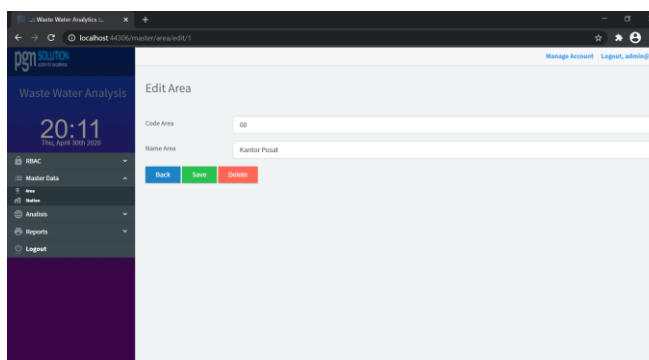 ..:: Waste Water Analytics ::..
localhost:44306/master/area/edit/1
pgn SOLUTION
Manage Account Logout, admin@
Waste Water Analysis
20:11
Thu, April 30th 2020
RBAC
Master Data
Area
Station
Analisis
Reports
Logout
Edit Area
Code Area
00
Name Area
Kantor Pusat
Back Save Delete